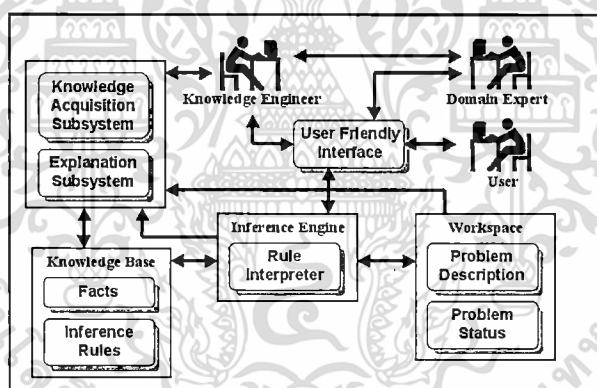 Knowledge
Acquisition
Subsystem
Explanation
Subsystem
Knowledge Engineer
Domain Expert
User Friendly
Interface
User
Inference Engine
Rule
Interpreter
Workspace
Problem
Description
Problem
Status
Knowledge Base
Facts
Inference
Rules